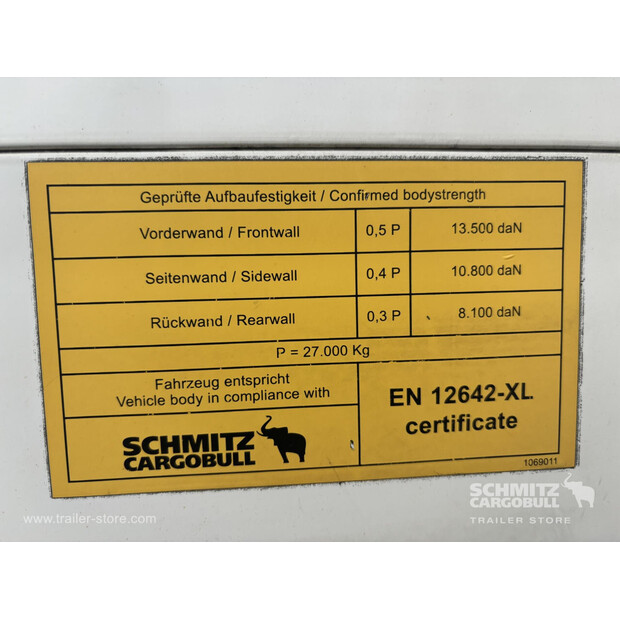 Geprüfte Aufbaufestigkeit / Confirmed bodystrength
Vorderwand / Frontwall 0,5 P 13.500 daN
Seitenwand / Sidewall 0,4 P 10.800 daN
Rückwand / Rearwall 0,3 P 8.100 daN
P = 27.000 Kg
Fahrzeug entspricht
Vehicle body in compliance with
EN 12642-XL
certificate
SCHMITZ
CARGOBULL
1069011
www.trailer-store.com
SCHMITZ
CARGOBULL
TRAILER STORE